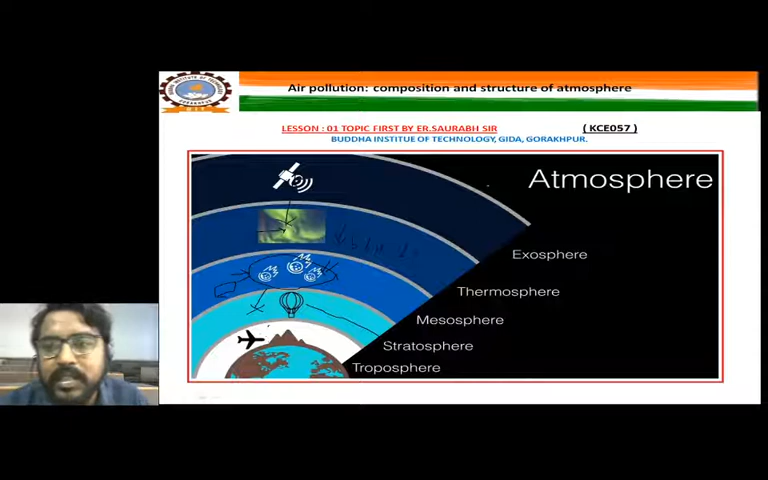 Air pollution: composition and structure of atmosphere
LESSON : 01 TOPIC FIRST BY ER.SAURABH SIR ( KCE057 )
BUDDHA INSTITUE OF TECHNOLOGY, GIDA, GORAKHPUR.
Atmosphere
Exosphere
Thermosphere
Mesosphere
Stratosphere
Troposphere